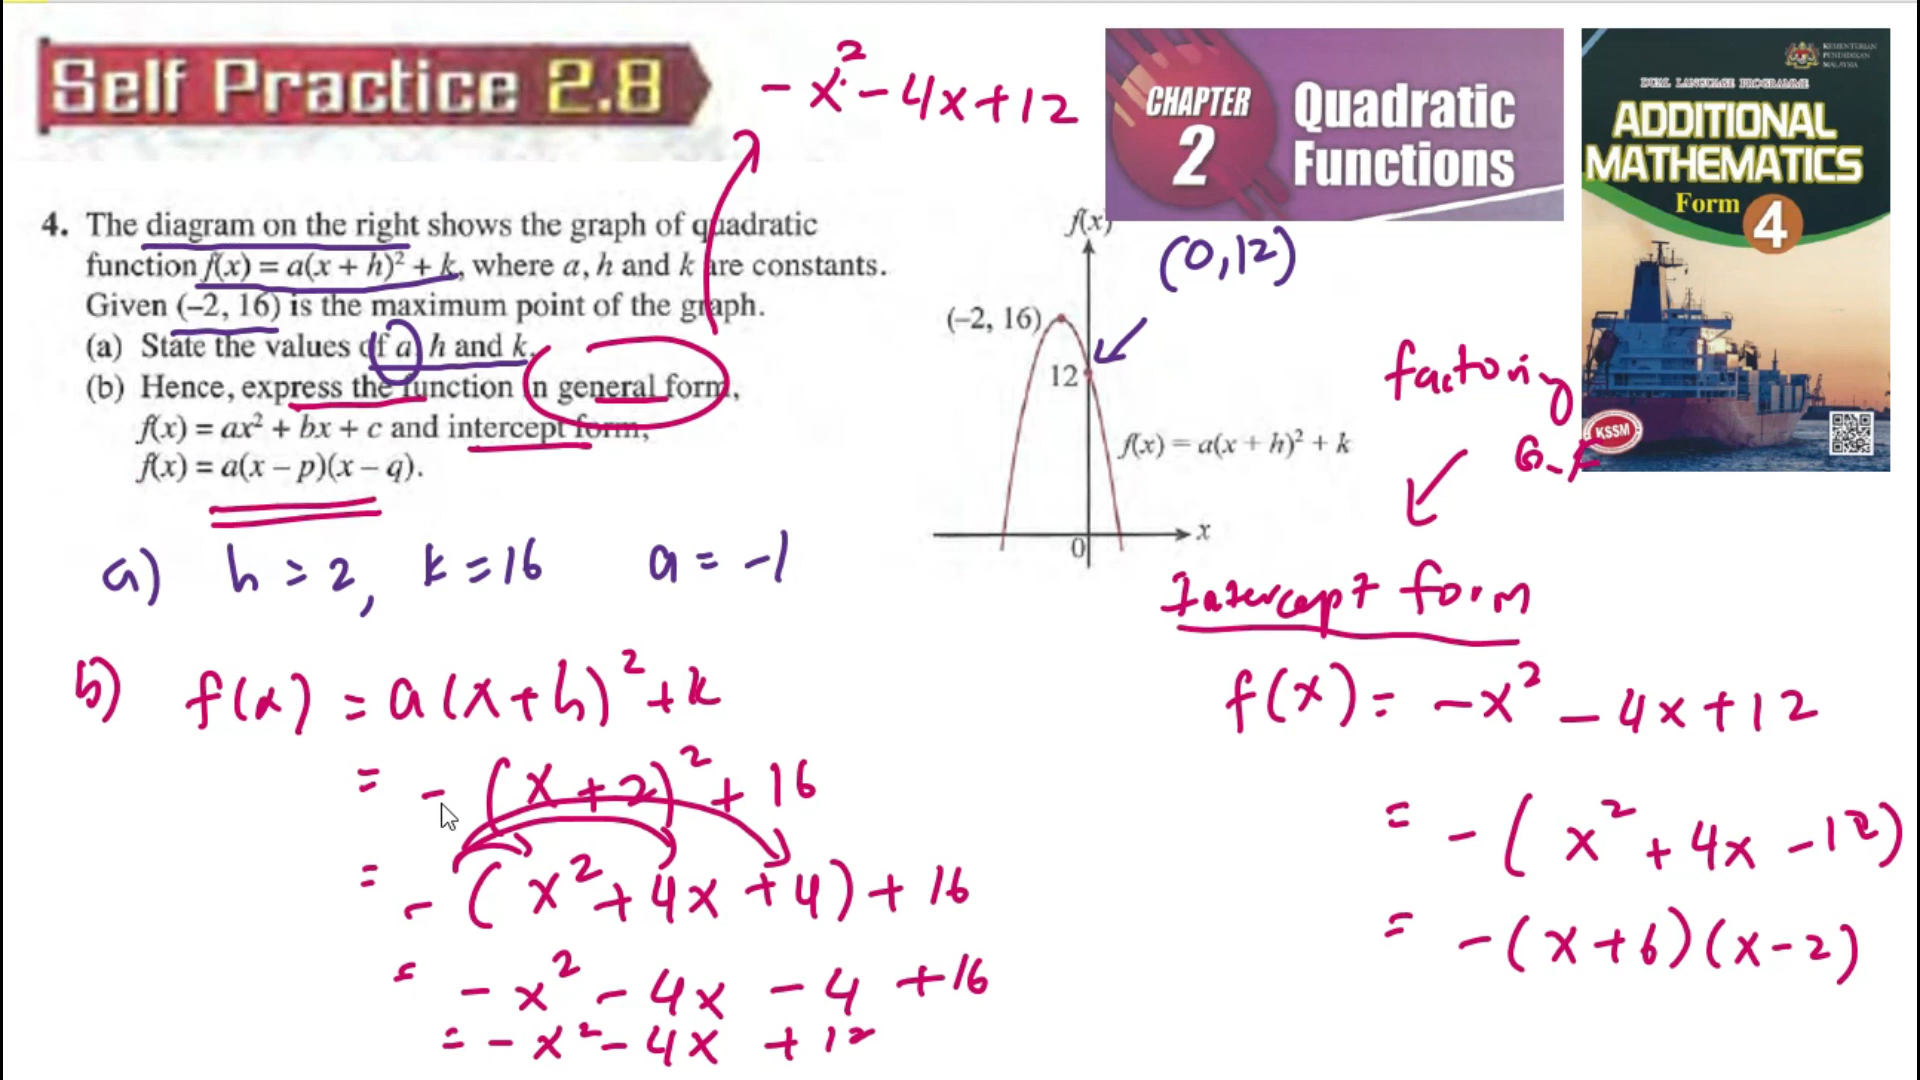 Self Practice 2.8
- x² - 4x + 12
CHAPTER
2
Quadratic
Functions
KEMENTERIAN
PENDIDIKAN
MALAYSIA
DUAL LANGUAGE PROGRAMME
ADDITIONAL
MATHEMATICS
Form 4
KSSM
4. The diagram on the right shows the graph of quadratic
function f(x) = a(x + h)² + k, where a, h and k are constants.
Given (–2, 16) is the maximum point of the graph.
(a) State the values of a, h and k.
(b) Hence, express the function in general form,
f(x) = ax² + bx + c and intercept form,
f(x) = a(x – p)(x – q).
f(x)
(0,12)
(–2, 16)
12
f(x) = a(x + h)² + k
0
x
a) h = 2, k = 16 a = -1
b) f(x) = a(x+h)² + k
= - (x + 2)² + 16
= - (x² + 4x + 4) + 16
= - x² - 4x - 4 + 16
= - x² - 4x + 12
factoring
Intercept form
f(x) = -x² - 4x + 12
= - (x² + 4x - 12)
= - (x + 6)(x - 2)